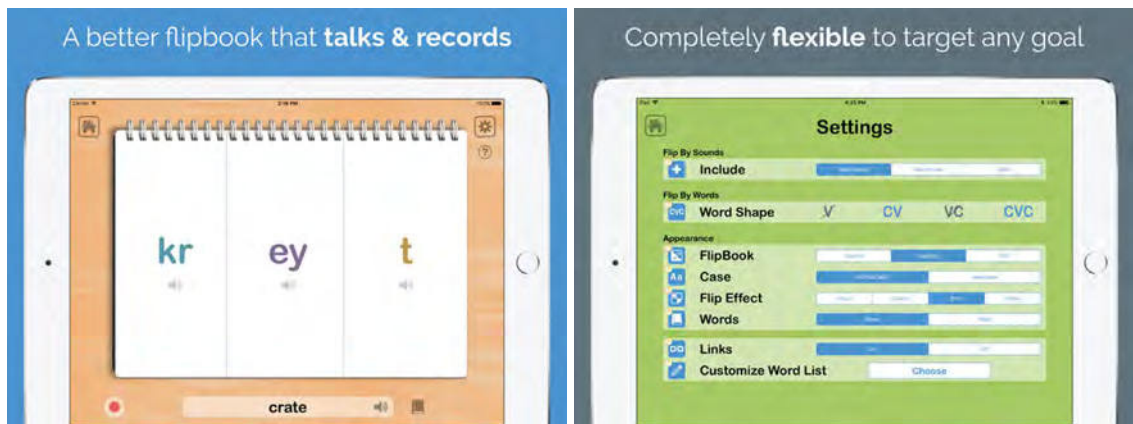 A better flipbook that talks & records
kr ey t
crate
Completely flexible to target any goal
Settings
Flip By Sounds
Include
Flip By Words
Word Shape V CV VC CVC
Appearance
FlipBook
Aa Case
Flip Effect
Words
Links
Customize Word List Choose